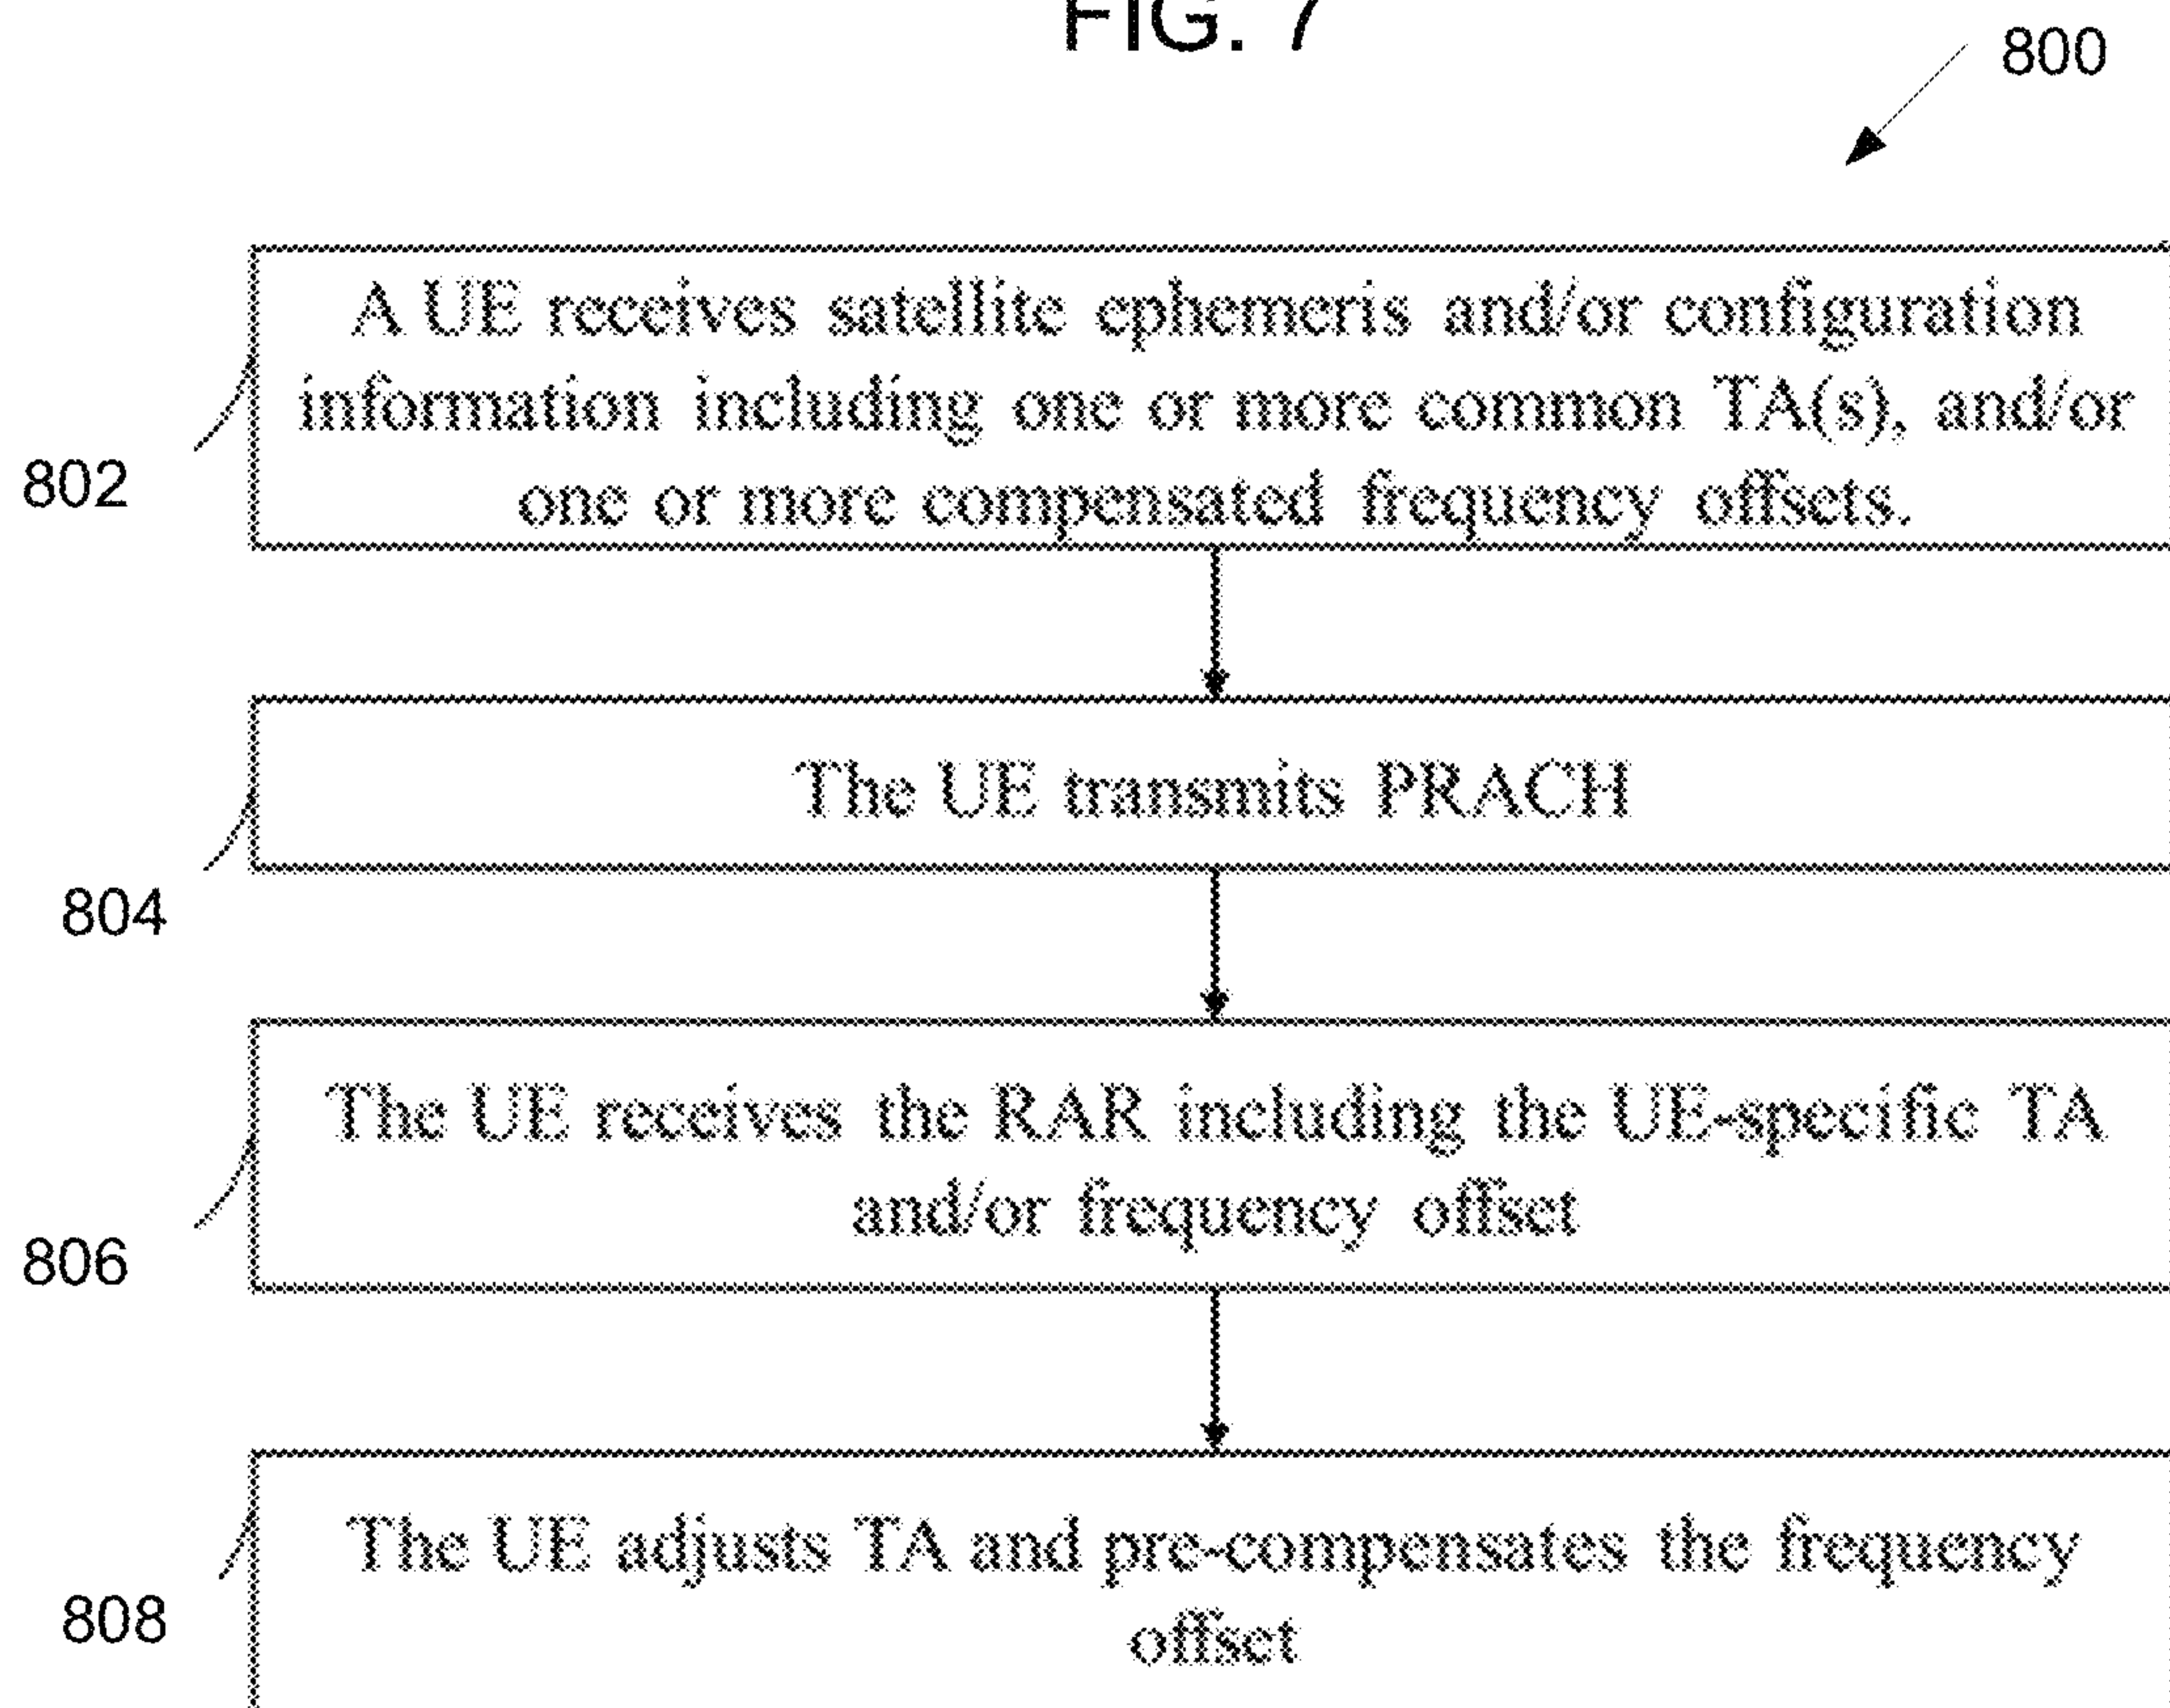 FIG. 7
800
A UE receives satellite ephemeris and/or configuration
information including one or more common TA(s), and/or
one or more compensated frequency offsets.
802
The UE transmits PRACH
804
The UE receives the RAR including the UE-specific TA
and/or frequency offset
806
The UE adjusts TA and pre-compensates the frequency
offset
808